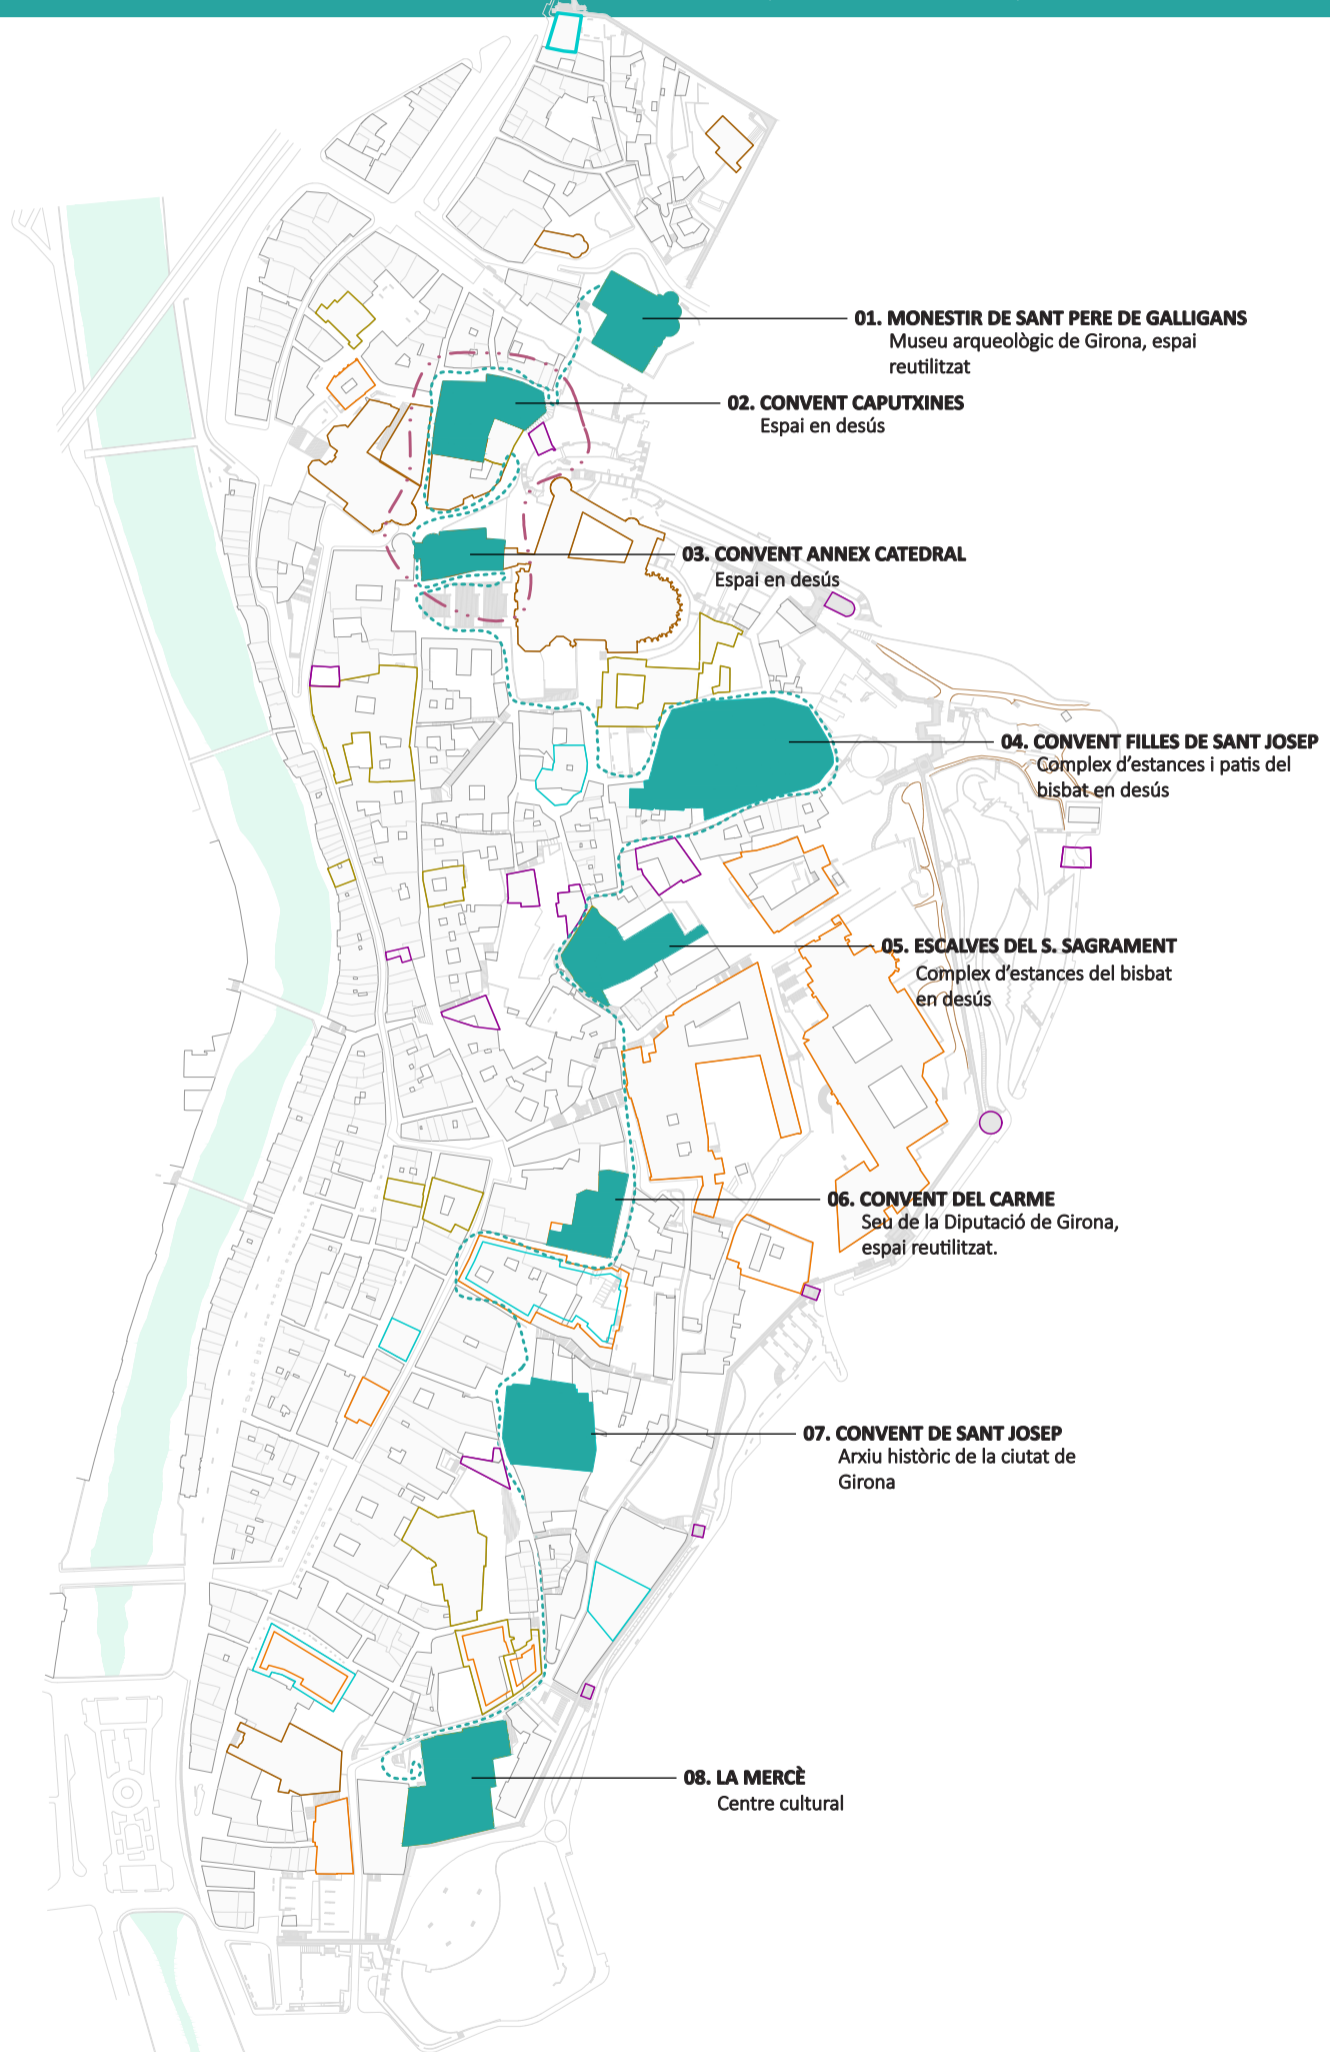 01. MONESTIR DE SANT PERE DE GALLIGANS
Museu arqueològic de Girona, espai
reutilitzat
02. CONVENT CAPUTXINES
Espai en desús
03. CONVENT ANNEX CATEDRAL
Espai en desús
04. CONVENT FILLES DE SANT JOSEP
Complex d'estances i patis del
bisbat en desús
05. ESCALVES DEL S. SAGRAMENT
Complex d'estances del bisbat
en desús
06. CONVENT DEL CARME
Seu de la Diputació de Girona,
espai reutilitzat.
07. CONVENT DE SANT JOSEP
Arxiu històric de la ciutat de
Girona
08. LA MERCÈ
Centre cultural